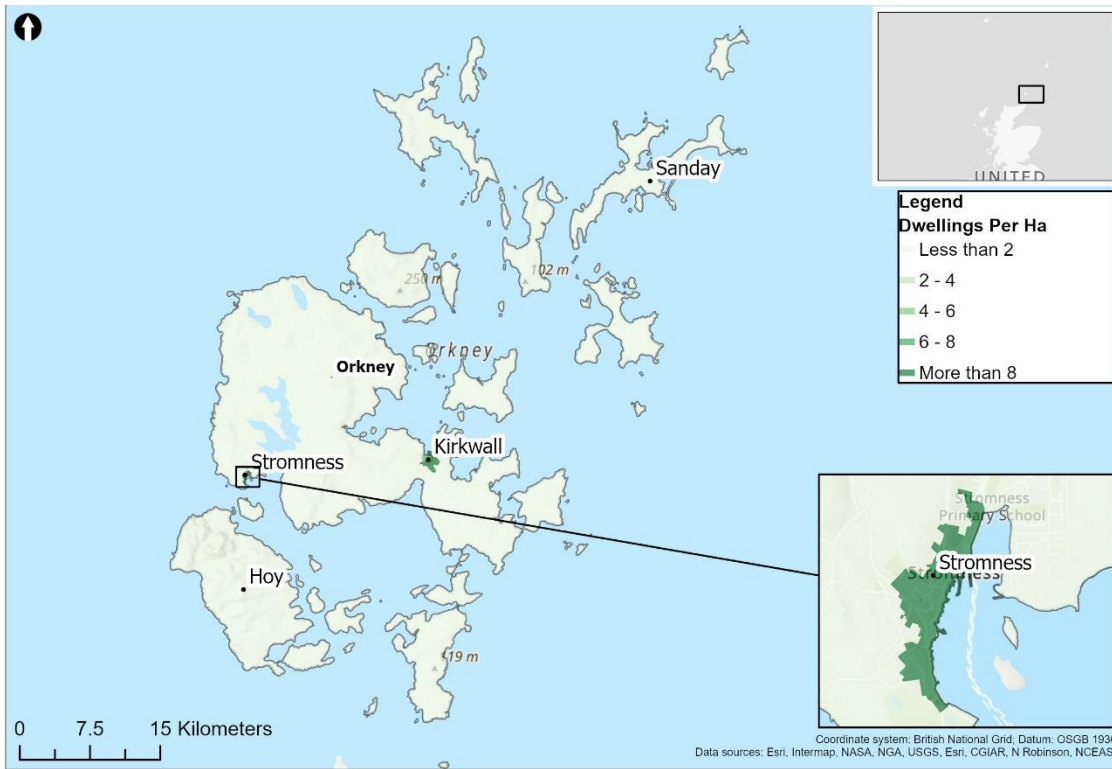 Sanday
UNITED
Legend
Dwellings Per Ha
Less than 2
2 - 4
4 - 6
6 - 8
More than 8
250 m
102 m
Orkney
Orkney
Kirkwall
Stromness
Hoy
119 m
Stromness
Primary School
Stromness
Stromness
0 7.5 15 Kilometers
Coordinate system: British National Grid; Datum: OSGB 1936
Data sources: Esri, Intermap, NASA, NGA, USGS, Esri, CGIAR, N Robinson, NCEAS